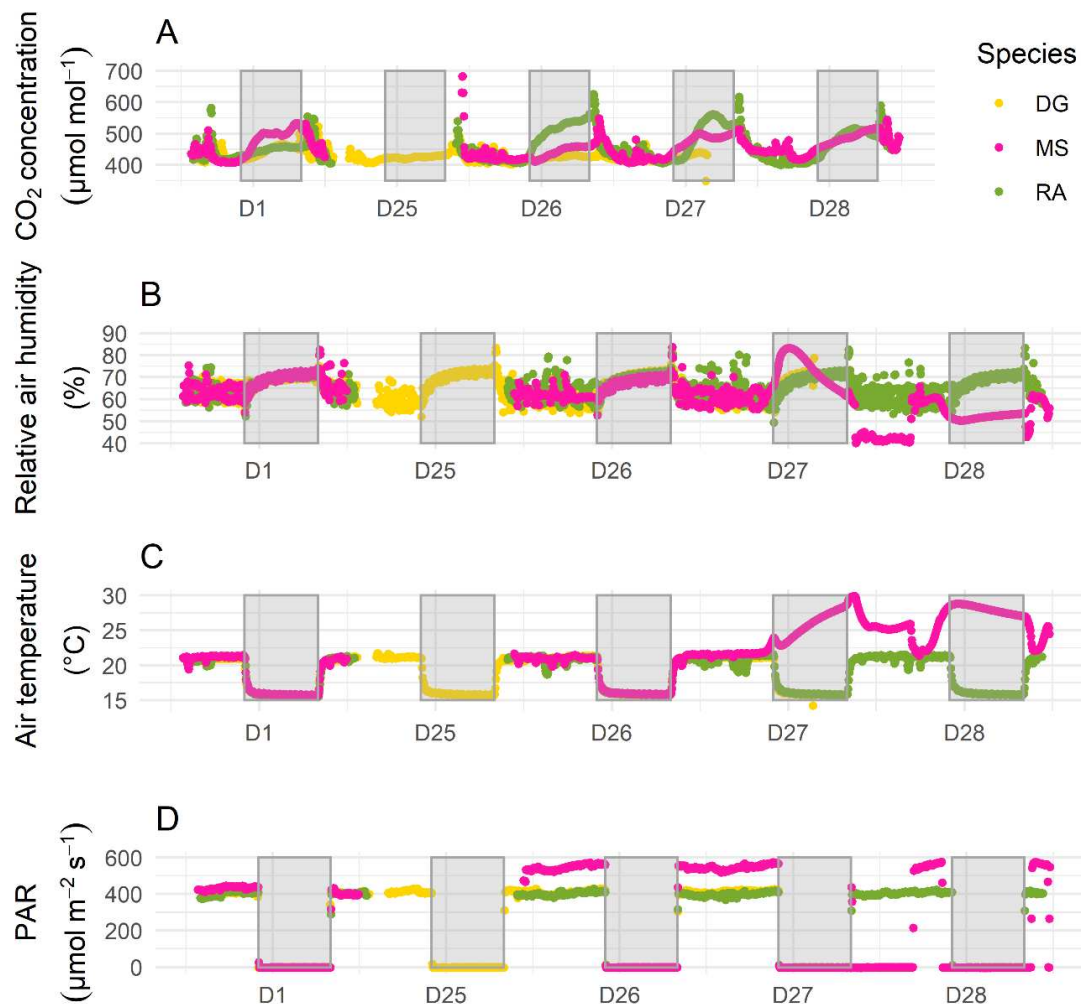 A
CO₂ concentration
(µmol mol⁻¹)
700
600
500
400
D1
D25
D26
D27
D28
Species
DG
MS
RA
B
Relative air humidity
(%)
90
80
70
60
50
40
D1
D25
D26
D27
D28
C
Air temperature
(°C)
30
25
20
15
D1
D25
D26
D27
D28
D
PAR
(µmol m⁻² s⁻¹)
600
400
200
0
D1
D25
D26
D27
D28